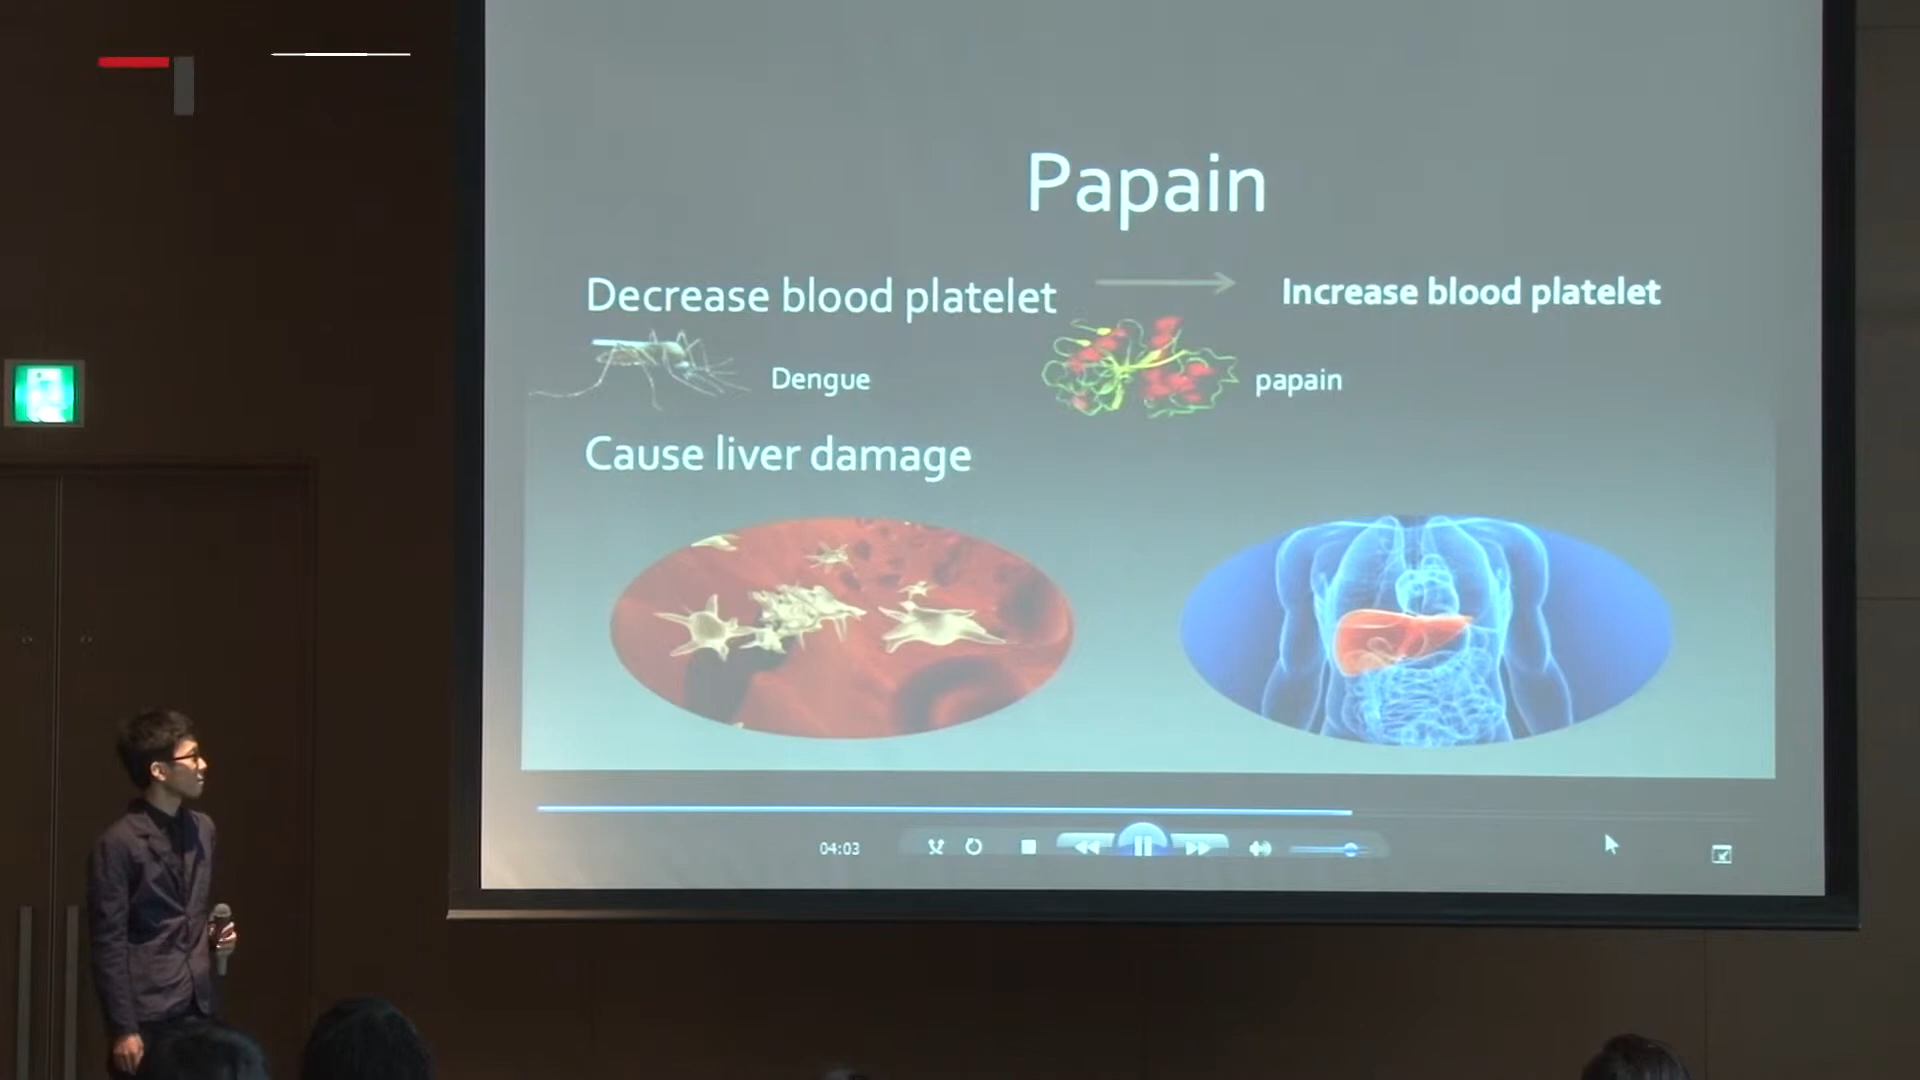 Papain
Decrease blood platelet
Increase blood platelet
Dengue
papain
Cause liver damage
04:03